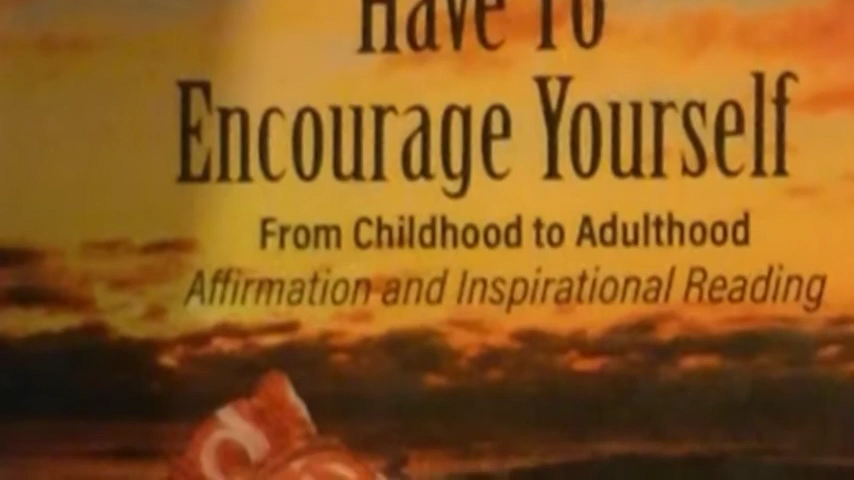 Have To
Encourage Yourself
From Childhood to Adulthood
Affirmation and Inspirational Reading